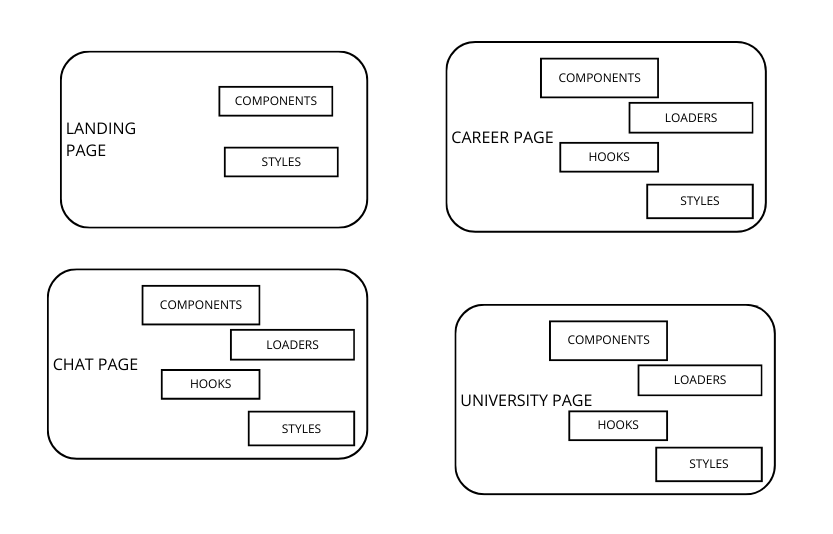 LANDING
PAGE
COMPONENTS
STYLES
CAREER PAGE
COMPONENTS
LOADERS
HOOKS
STYLES
CHAT PAGE
COMPONENTS
LOADERS
HOOKS
STYLES
UNIVERSITY PAGE
COMPONENTS
LOADERS
HOOKS
STYLES